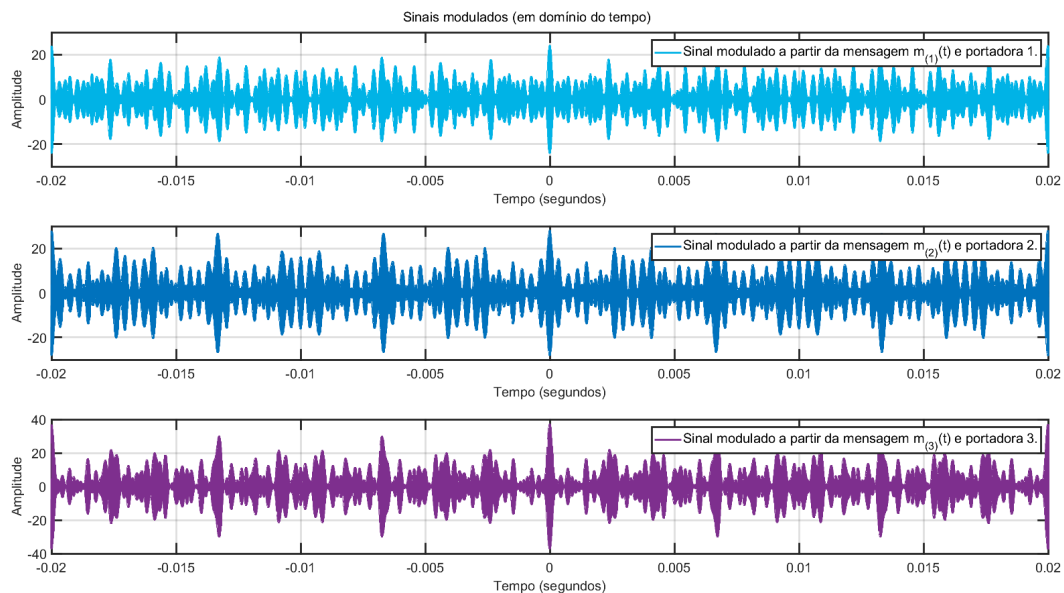 Sinais modulados (em domínio do tempo)
Sinal modulado a partir da mensagem m_(1)(t) e portadora 1.
Amplitude
20
0
-20
-0.02 -0.015 -0.01 -0.005 0 0.005 0.01 0.015 0.02
Tempo (segundos)
Sinal modulado a partir da mensagem m_(2)(t) e portadora 2.
Amplitude
20
0
-20
-0.02 -0.015 -0.01 -0.005 0 0.005 0.01 0.015 0.02
Tempo (segundos)
Sinal modulado a partir da mensagem m_(3)(t) e portadora 3.
Amplitude
40
20
0
-20
-40
-0.02 -0.015 -0.01 -0.005 0 0.005 0.01 0.015 0.02
Tempo (segundos)